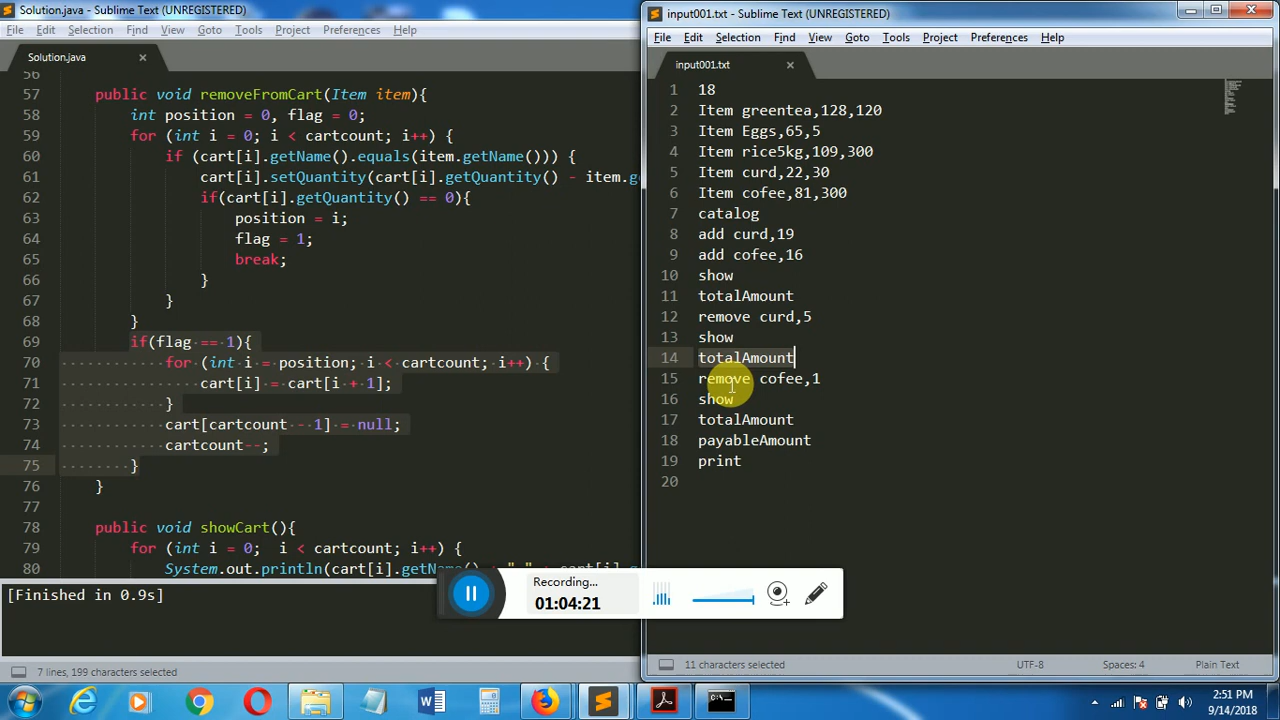 Solution.java - Sublime Text (UNREGISTERED)
File Edit Selection Find View Goto Tools Project Preferences Help
Solution.java
56
57 public void removeFromCart(Item item){
58 int position = 0, flag = 0;
59 for (int i = 0; i < cartcount; i++) {
60 if (cart[i].getName().equals(item.getName())) {
61 cart[i].setQuantity(cart[i].getQuantity() - item.g
62 if(cart[i].getQuantity() == 0){
63 position = i;
64 flag = 1;
65 break;
66 }
67 }
68 }
69 if(flag == 1){
70 for (int i = position; i < cartcount; i++) {
71 cart[i] = cart[i + 1];
72 }
73 cart[cartcount - 1] = null;
74 cartcount--;
75 }
76 }
77
78 public void showCart(){
79 for (int i = 0; i < cartcount; i++) {
80 System.out.println(cart[i].getName()
[Finished in 0.9s]
7 lines, 199 characters selected
input001.txt - Sublime Text (UNREGISTERED)
File Edit Selection Find View Goto Tools Project Preferences Help
input001.txt
1 18
2 Item greentea,128,120
3 Item Eggs,65,5
4 Item rice5kg,109,300
5 Item curd,22,30
6 Item cofee,81,300
7 catalog
8 add curd,19
9 add cofee,16
10 show
11 totalAmount
12 remove curd,5
13 show
14 totalAmount
15 remove cofee,1
16 show
17 totalAmount
18 payableAmount
19 print
20
Recording...
01:04:21
11 characters selected UTF-8 Spaces: 4 Plain Text
2:51 PM
9/14/2018